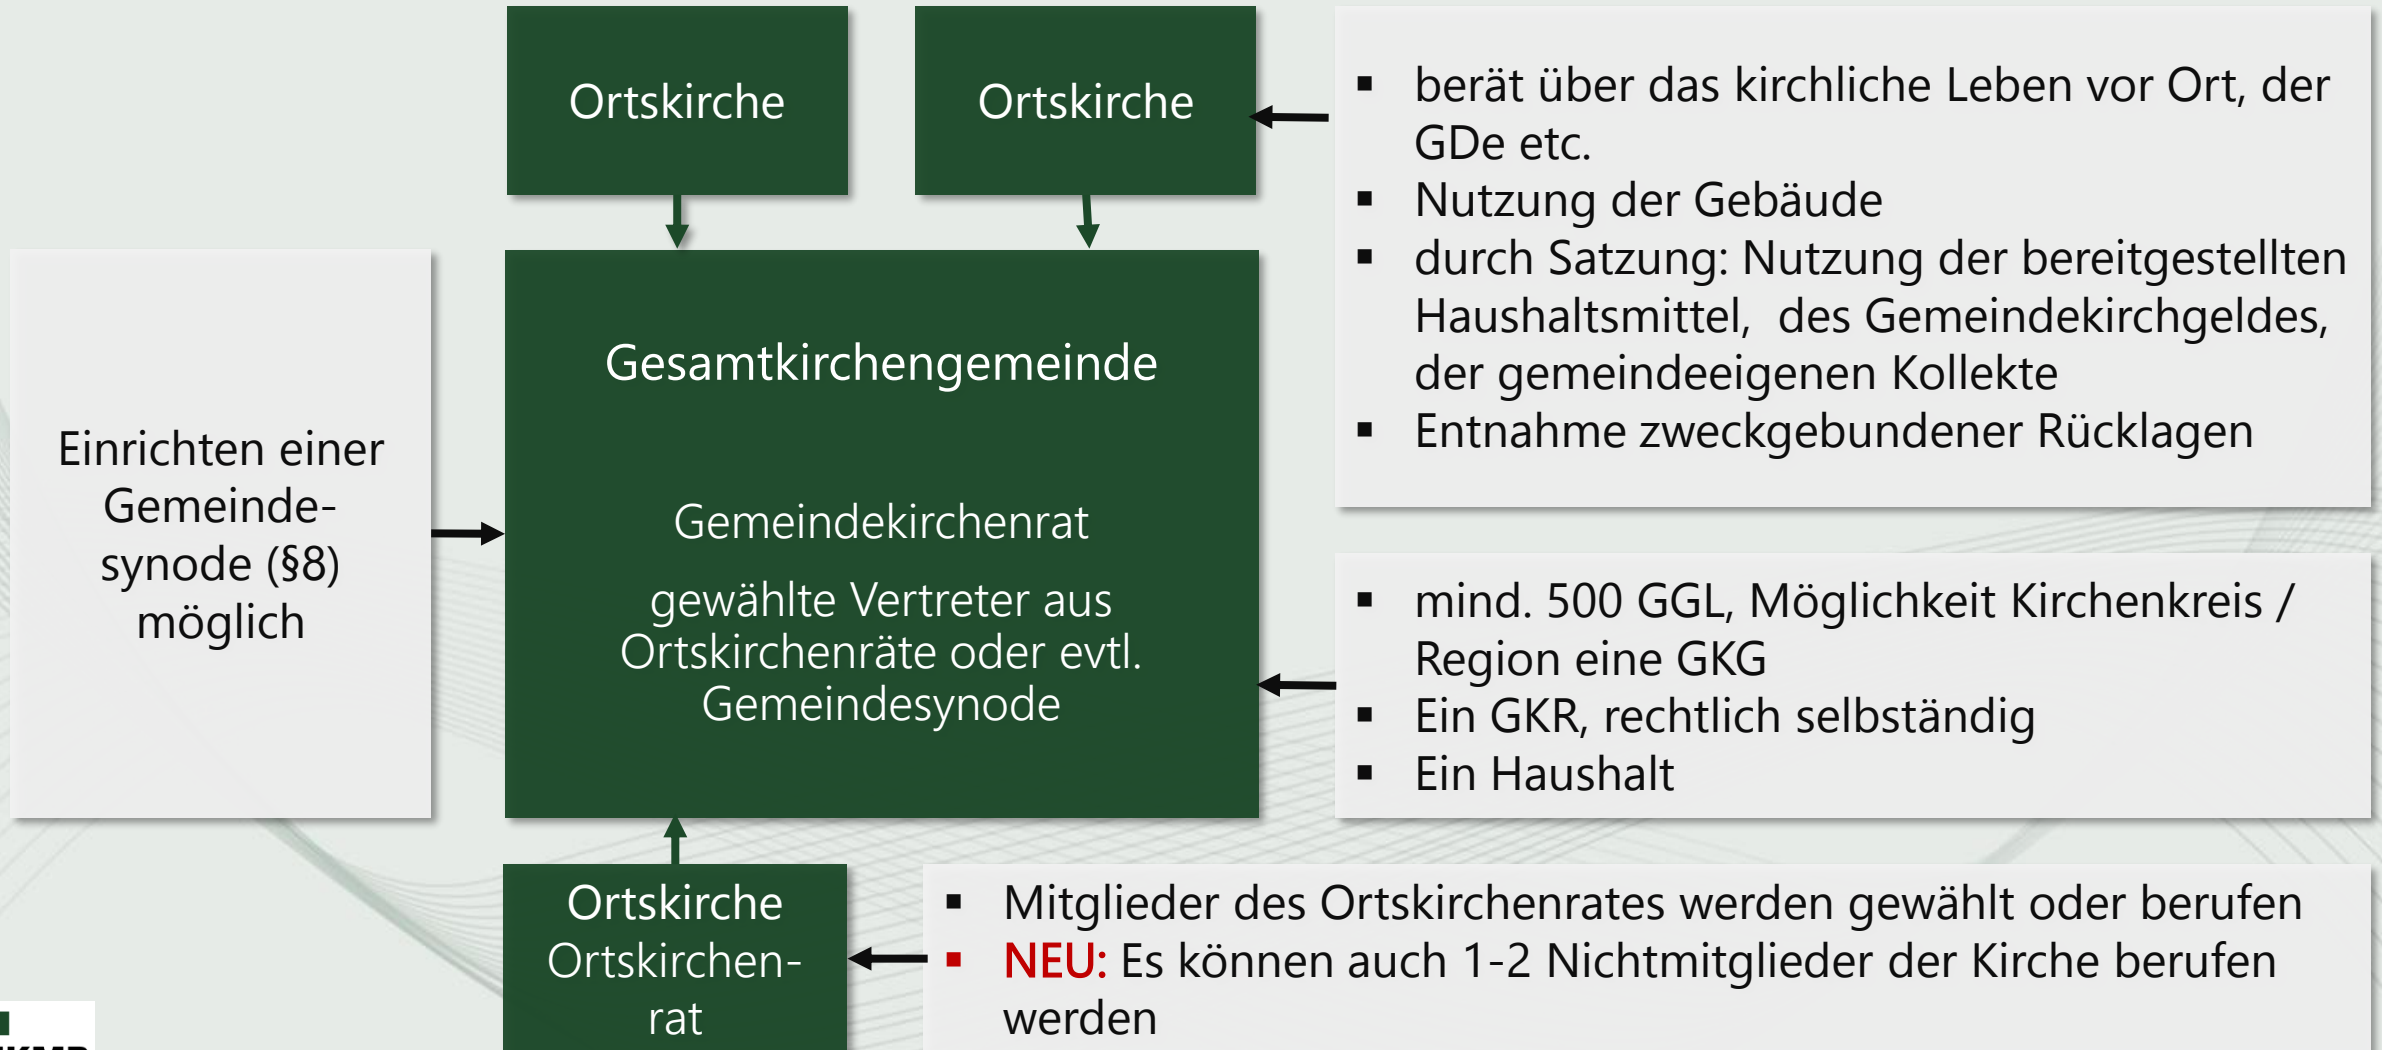 Ortskirche
Ortskirche
▪ berät über das kirchliche Leben vor Ort, der
GDe etc.
▪ Nutzung der Gebäude
▪ durch Satzung: Nutzung der bereitgestellten
Haushaltsmittel,  des Gemeindekirchgeldes,
der gemeindeeigenen Kollekte
▪ Entnahme zweckgebundener Rücklagen
Einrichten einer
Gemeinde-
synode (§8)
möglich
Gesamtkirchengemeinde
Gemeindekirchenrat
gewählte Vertreter aus
Ortskirchenräte oder evtl.
Gemeindesynode
▪ mind. 500 GGL, Möglichkeit Kirchenkreis /
Region eine GKG
▪ Ein GKR, rechtlich selbständig
▪ Ein Haushalt
Ortskirche
Ortskirchen-
rat
▪ Mitglieder des Ortskirchenrates werden gewählt oder berufen
▪ NEU: Es können auch 1-2 Nichtmitglieder der Kirche berufen
werden